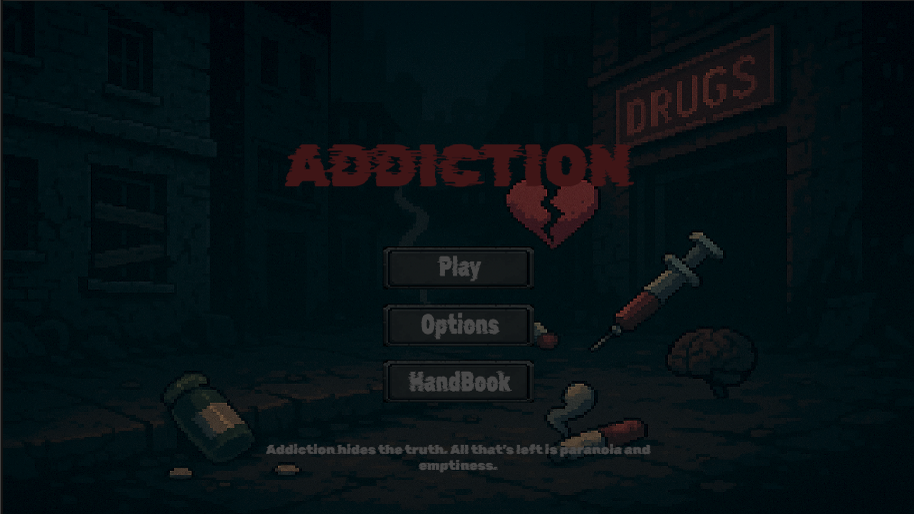 DRUGS
ADDICTION
Play
Options
HandBook
Addiction hides the truth. All that's left is paranoia and
emptiness.